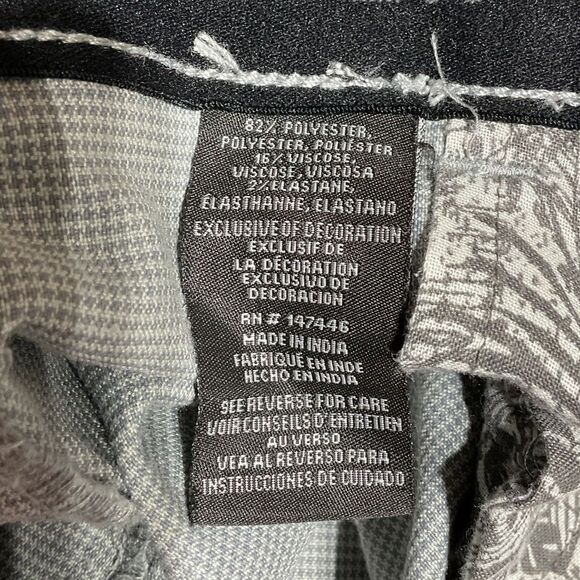 82% POLYESTER,
POLYESTER, POLIÉSTER
16% VISCOSE,
VISCOSE, VISCOSA
2% ELASTANE,
ÉLASTHANNE, ELASTANO
EXCLUSIVE OF DECORATION
EXCLUSIF DE
LA DÉCORATION
EXCLUSIVO DE
DECORACION
RN # 147446
MADE IN INDIA
FABRIQUÉ EN INDE
HECHO EN INDIA
SEE REVERSE FOR CARE
VOIR CONSEILS D'ENTRETIEN
AU VERSO
VEA AL REVERSO PARA
INSTRUCCIONES DE CUIDADO